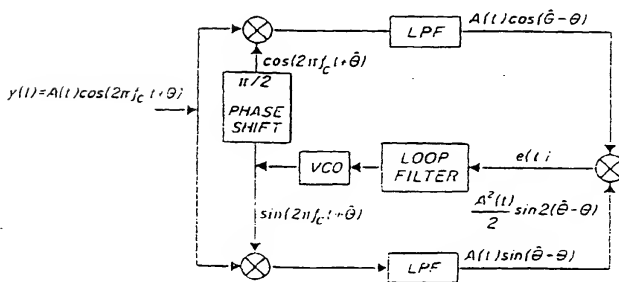 LPF
A(t)cos(θ̂-θ)
cos(2πf_c t+θ̂)
π/2
PHASE
SHIFT
y(t)=A(t)cos(2πf_c t+θ)
VCO
LOOP
FILTER
e(t)
A²(t)/2 sin2(θ̂-θ)
sin(2πf_c t+θ̂)
LPF
A(t)sin(θ̂-θ)